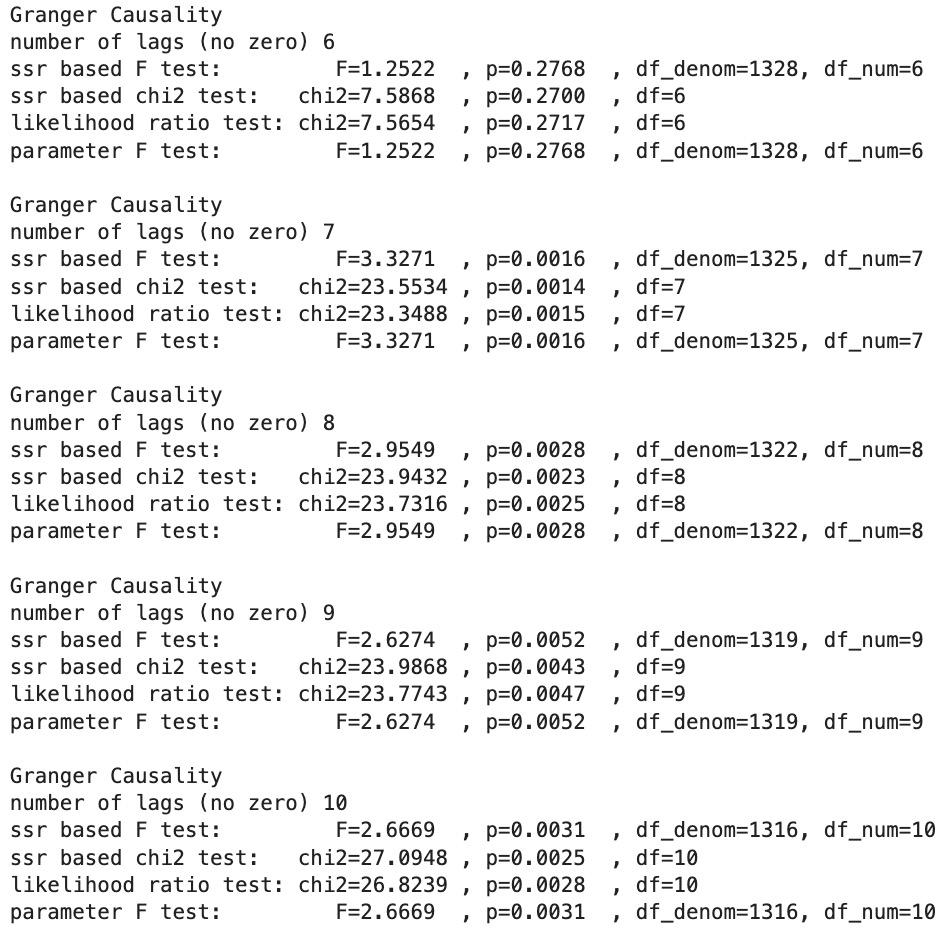 Granger Causality
number of lags (no zero) 6
ssr based F test:         F=1.2522  , p=0.2768  , df_denom=1328, df_num=6
ssr based chi2 test:   chi2=7.5868  , p=0.2700  , df=6
likelihood ratio test: chi2=7.5654  , p=0.2717  , df=6
parameter F test:         F=1.2522  , p=0.2768  , df_denom=1328, df_num=6

Granger Causality
number of lags (no zero) 7
ssr based F test:         F=3.3271  , p=0.0016  , df_denom=1325, df_num=7
ssr based chi2 test:   chi2=23.5534 , p=0.0014  , df=7
likelihood ratio test: chi2=23.3488 , p=0.0015  , df=7
parameter F test:         F=3.3271  , p=0.0016  , df_denom=1325, df_num=7

Granger Causality
number of lags (no zero) 8
ssr based F test:         F=2.9549  , p=0.0028  , df_denom=1322, df_num=8
ssr based chi2 test:   chi2=23.9432 , p=0.0023  , df=8
likelihood ratio test: chi2=23.7316 , p=0.0025  , df=8
parameter F test:         F=2.9549  , p=0.0028  , df_denom=1322, df_num=8

Granger Causality
number of lags (no zero) 9
ssr based F test:         F=2.6274  , p=0.0052  , df_denom=1319, df_num=9
ssr based chi2 test:   chi2=23.9868 , p=0.0043  , df=9
likelihood ratio test: chi2=23.7743 , p=0.0047  , df=9
parameter F test:         F=2.6274  , p=0.0052  , df_denom=1319, df_num=9

Granger Causality
number of lags (no zero) 10
ssr based F test:         F=2.6669  , p=0.0031  , df_denom=1316, df_num=10
ssr based chi2 test:   chi2=27.0948 , p=0.0025  , df=10
likelihood ratio test: chi2=26.8239 , p=0.0028  , df=10
parameter F test:         F=2.6669  , p=0.0031  , df_denom=1316, df_num=10